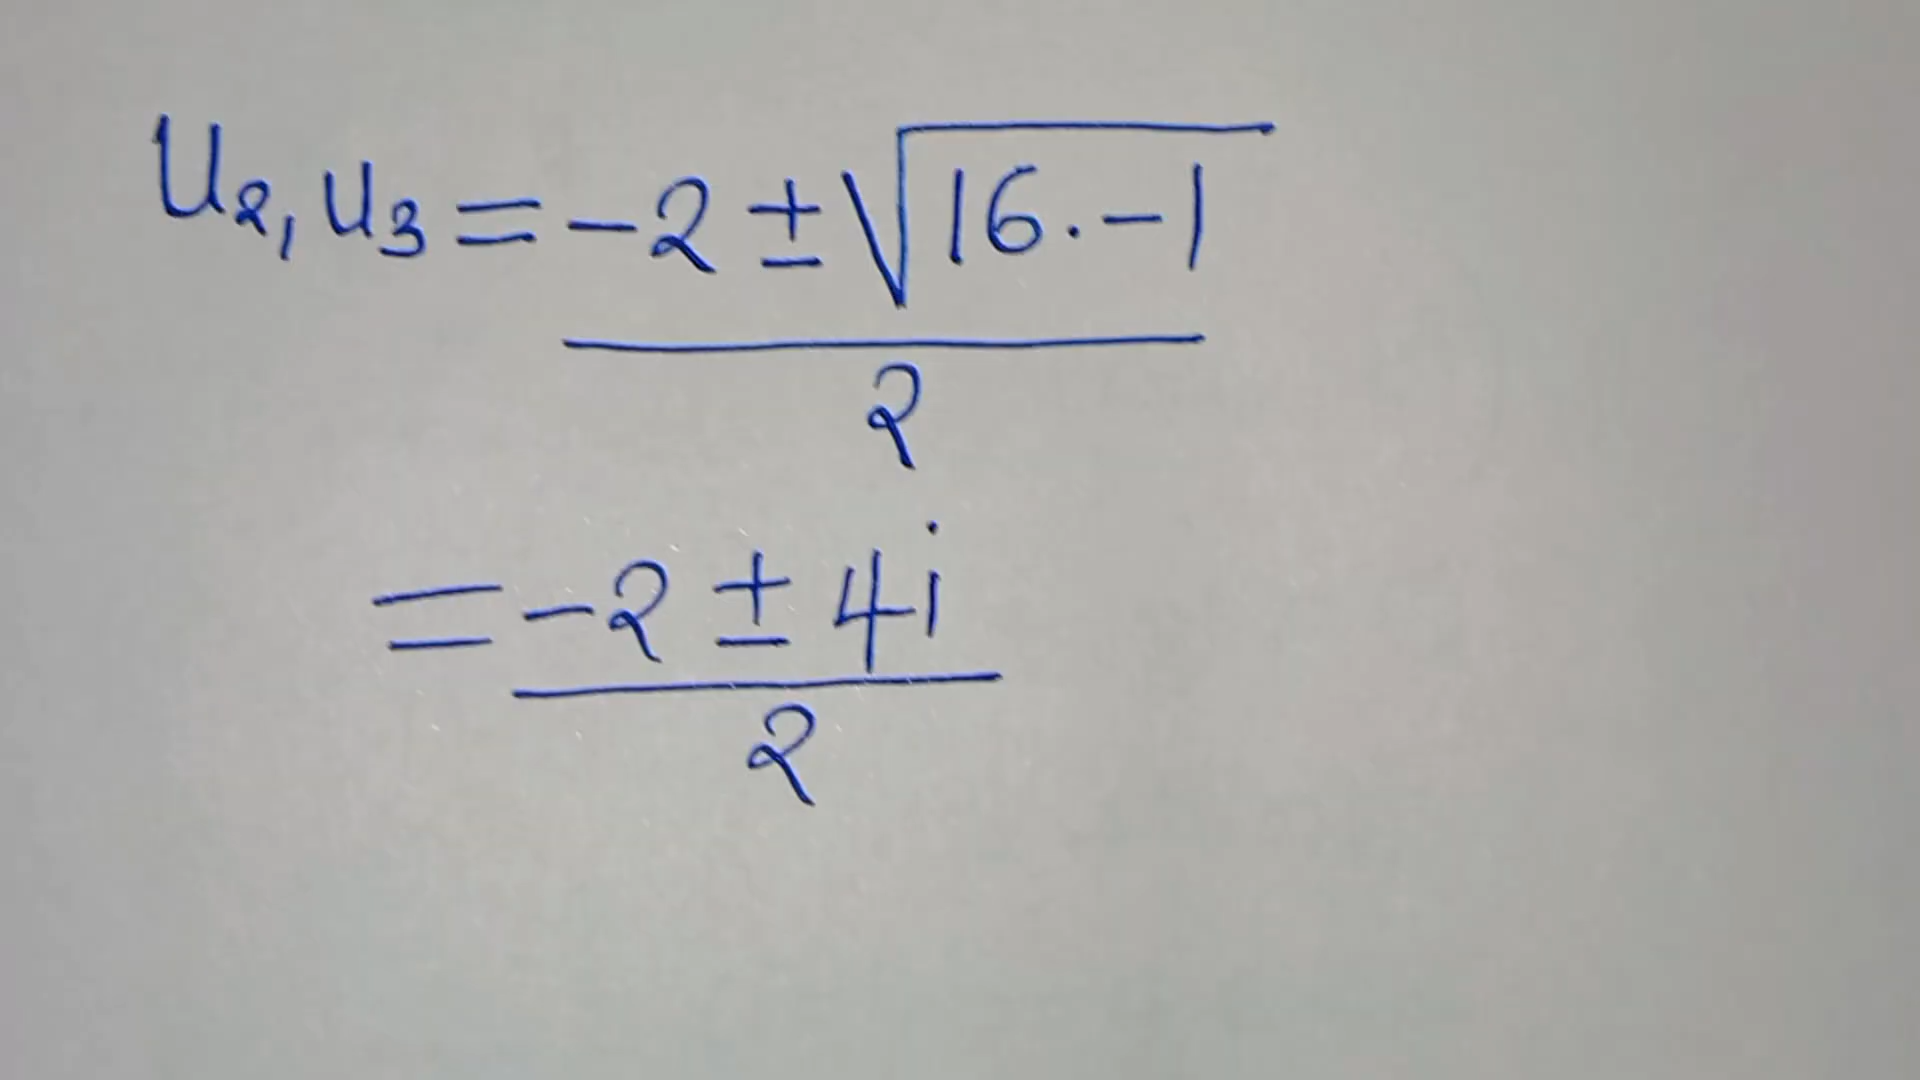 U₂, U₃ = (-2 ± √(16·-1))/2
= (-2 ± 4i)/2